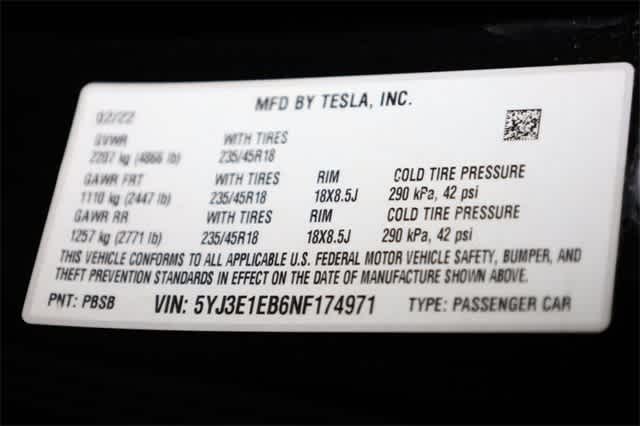 MFD BY TESLA, INC.
02/22
GVWR WITH TIRES
2207 kg (4866 lb) 235/45R18
GAWR FRT WITH TIRES RIM COLD TIRE PRESSURE
1110 kg (2447 lb) 235/45R18 18X8.5J 290 kPa, 42 psi
GAWR RR WITH TIRES RIM COLD TIRE PRESSURE
1257 kg (2771 lb) 235/45R18 18X8.5J 290 kPa, 42 psi
THIS VEHICLE CONFORMS TO ALL APPLICABLE U.S. FEDERAL MOTOR VEHICLE SAFETY, BUMPER, AND
THEFT PREVENTION STANDARDS IN EFFECT ON THE DATE OF MANUFACTURE SHOWN ABOVE.
PNT: PBSB VIN: 5YJ3E1EB6NF174971 TYPE: PASSENGER CAR